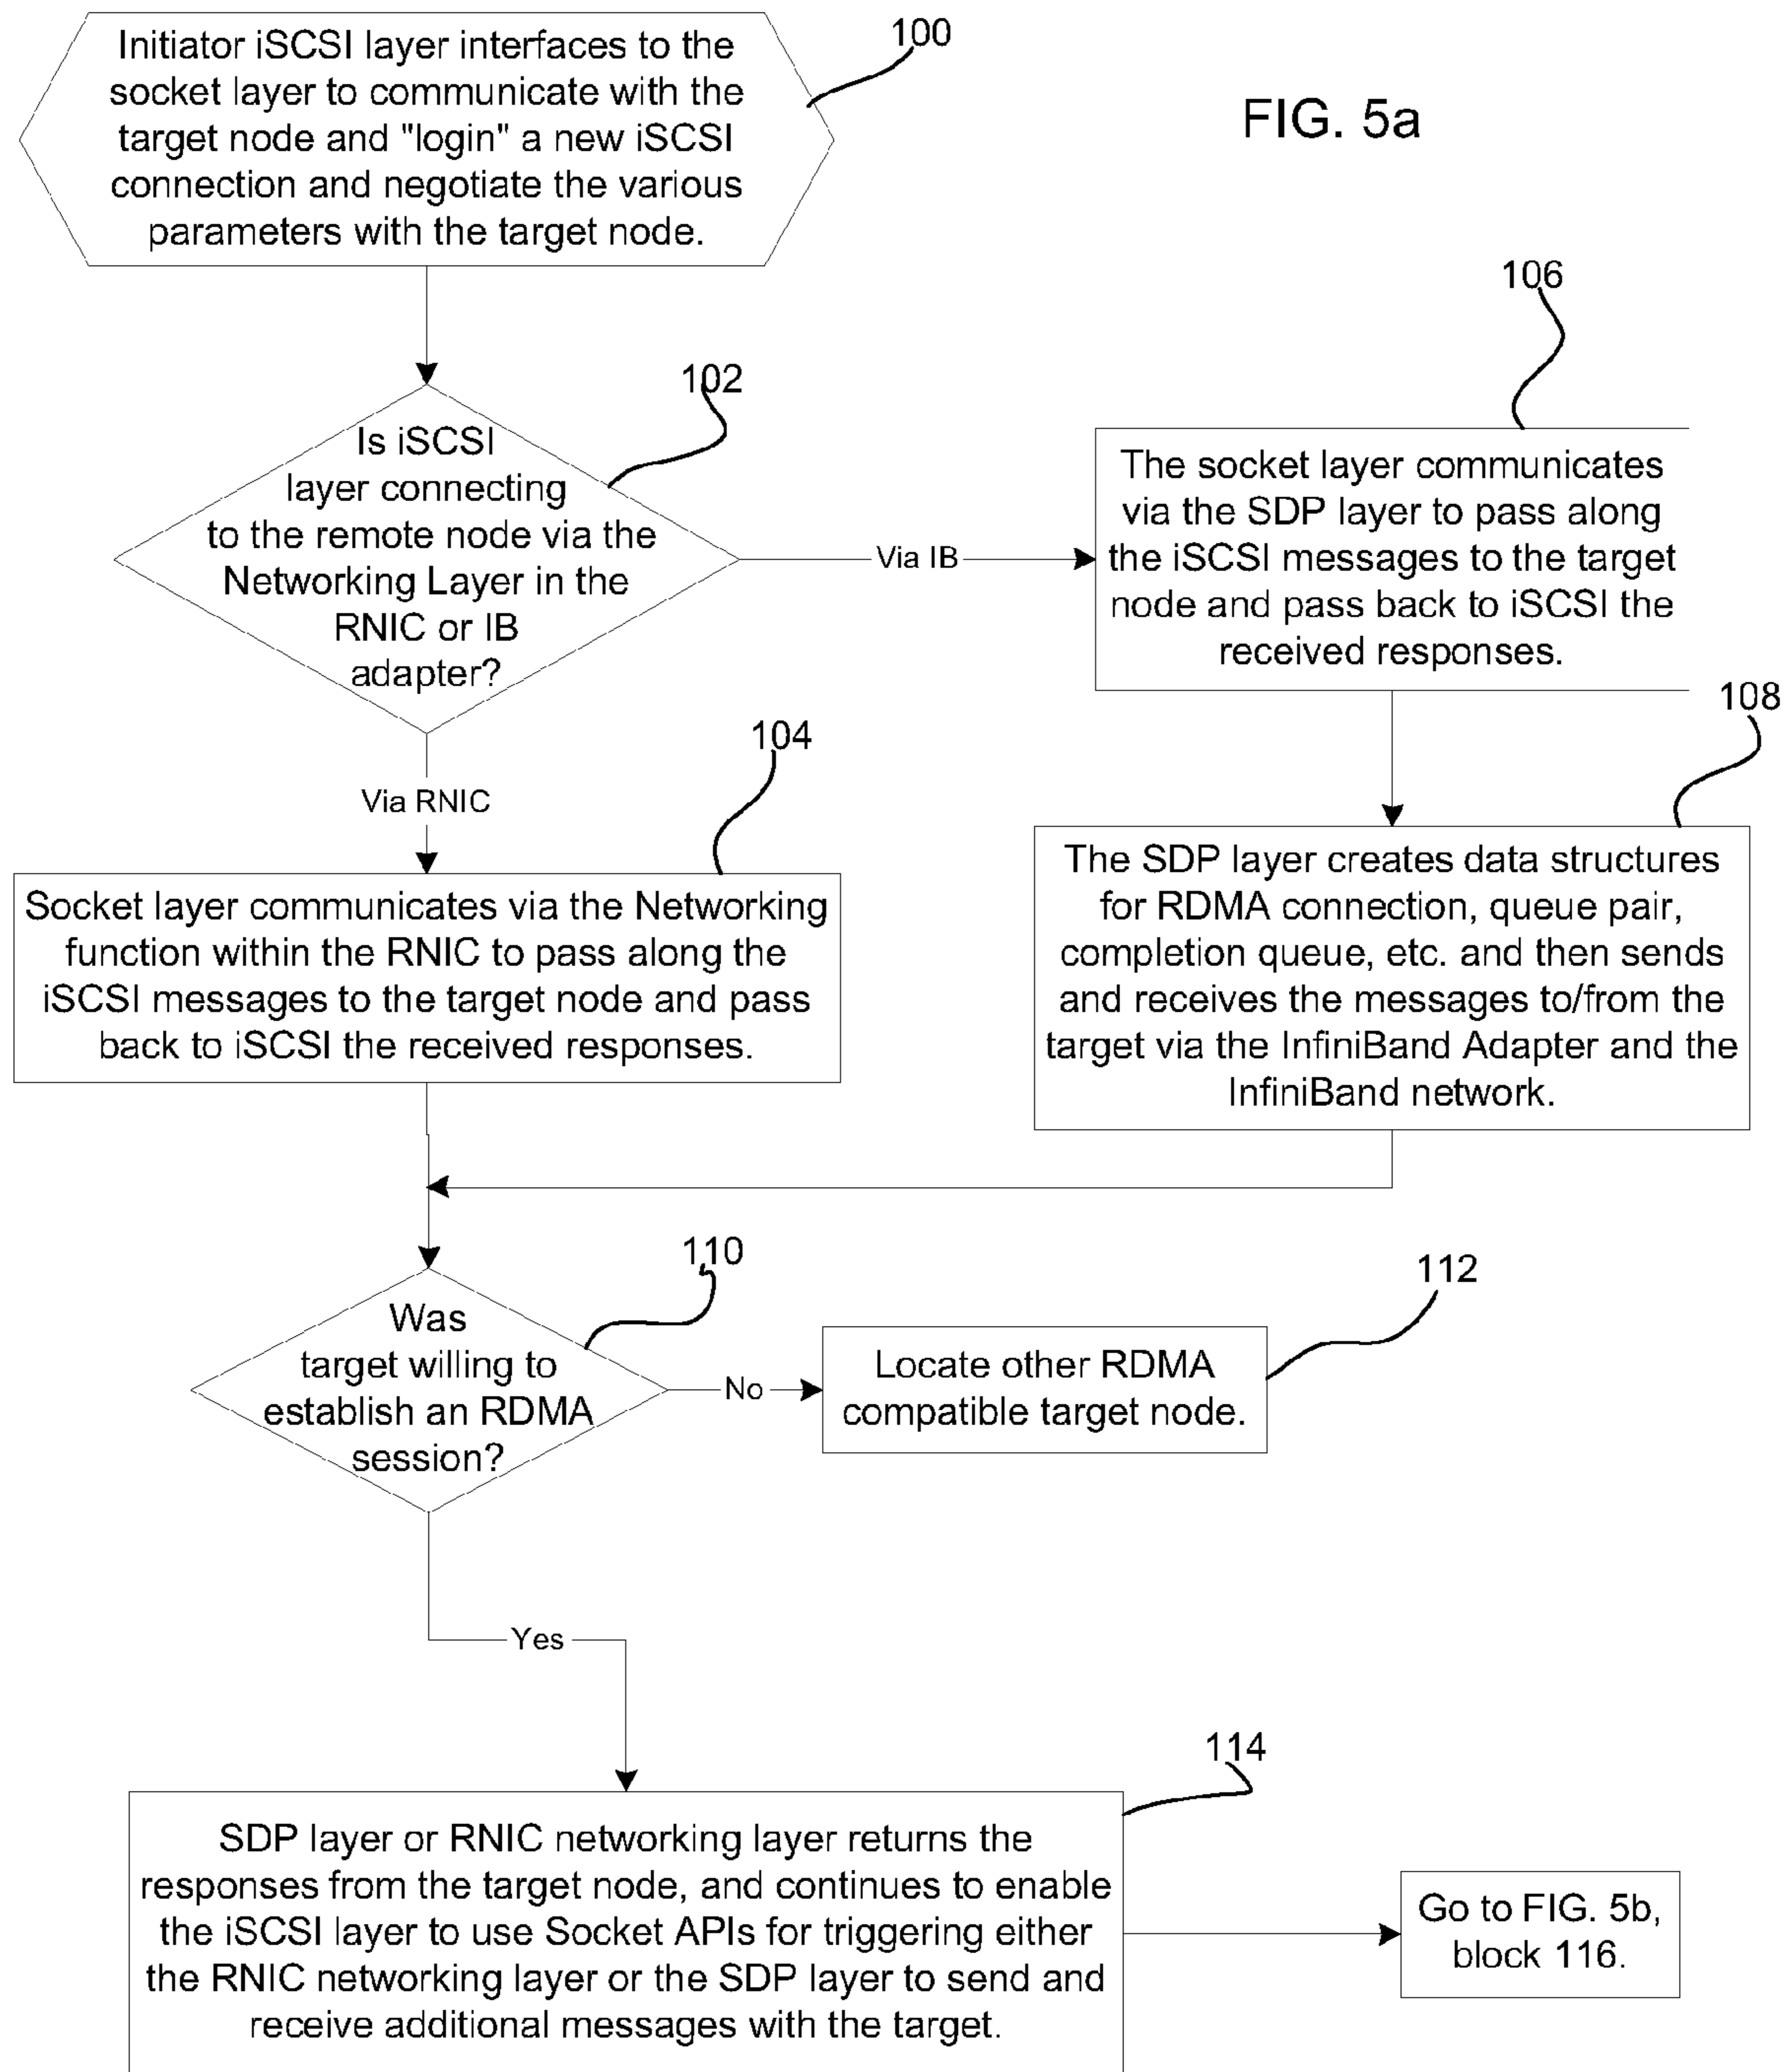 Initiator iSCSI layer interfaces to the
socket layer to communicate with the
target node and "login" a new iSCSI
connection and negotiate the various
parameters with the target node.
100
FIG. 5a
102
Is iSCSI
layer connecting
to the remote node via the
Networking Layer in the
RNIC or IB
adapter?
Via IB
106
The socket layer communicates
via the SDP layer to pass along
the iSCSI messages to the target
node and pass back to iSCSI the
received responses.
Via RNIC
104
Socket layer communicates via the Networking
function within the RNIC to pass along the
iSCSI messages to the target node and pass
back to iSCSI the received responses.
108
The SDP layer creates data structures
for RDMA connection, queue pair,
completion queue, etc. and then sends
and receives the messages to/from the
target via the InfiniBand Adapter and the
InfiniBand network.
110
Was
target willing to
establish an RDMA
session?
No
112
Locate other RDMA
compatible target node.
Yes
114
SDP layer or RNIC networking layer returns the
responses from the target node, and continues to enable
the iSCSI layer to use Socket APIs for triggering either
the RNIC networking layer or the SDP layer to send and
receive additional messages with the target.
Go to FIG. 5b,
block 116.